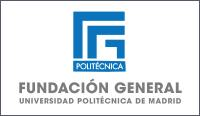 POLITÉCNICA
FUNDACIÓN GENERAL
UNIVERSIDAD POLITÉCNICA DE MADRID